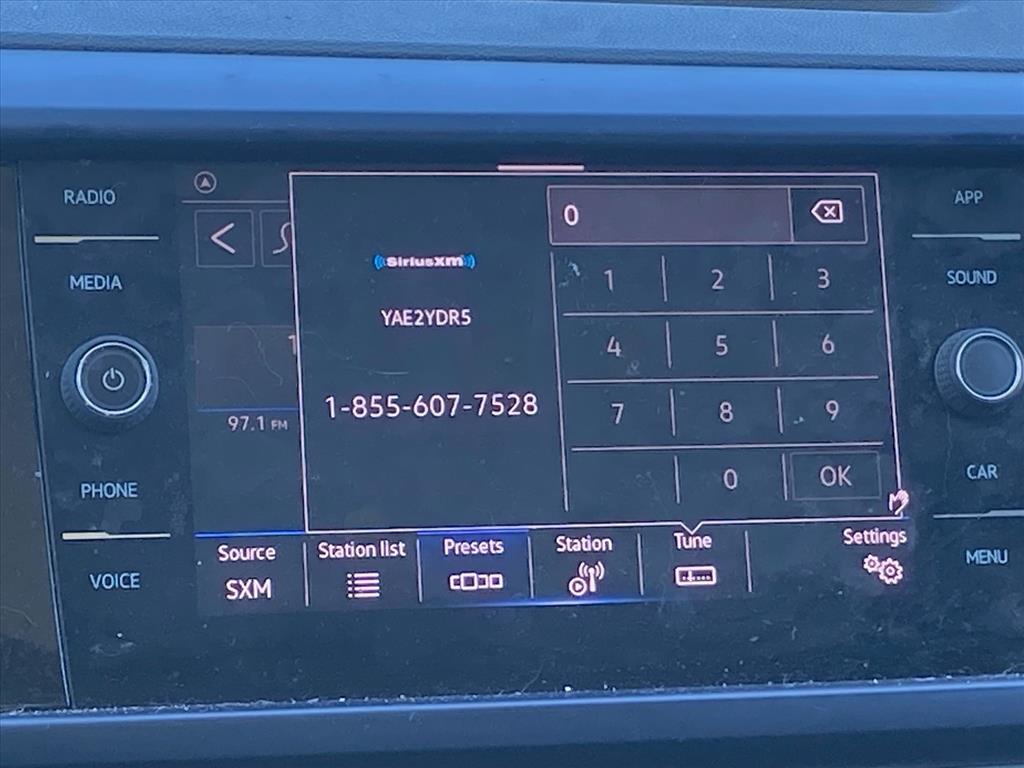 RADIO
MEDIA
PHONE
VOICE
97.1 FM
SiriusXM
YAE2YDR5
1-855-607-7528
0
1 2 3
4 5 6
7 8 9
0 OK
Source
SXM
Station list
Presets
Station
Tune
Settings
APP
SOUND
CAR
MENU